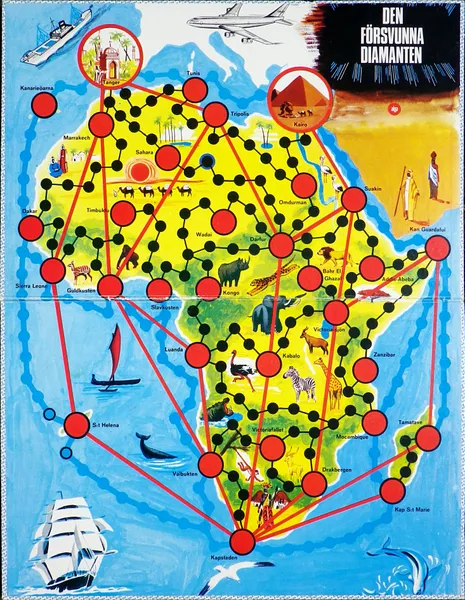 DEN
FÖRSVUNNA
DIAMANTEN
Tanger
Tunis
Kanarieöarna
Tripolis
Marrakech
Kairo
Sahara
Omdurman
Suakin
Dakar
Timbuktu
Wadai
Darfur
Kap Guardafui
Bahr El
Ghazal
Addis Abeba
Sierra Leone
Guldkusten
Kongo
Slavkusten
Victoriasjön
Luanda
Kabalo
Zanzibar
S:t Helena
Victoriafallet
Mocambique
Tamatave
Valbukten
Drakbergen
Kap S:t Marie
Kapstaden